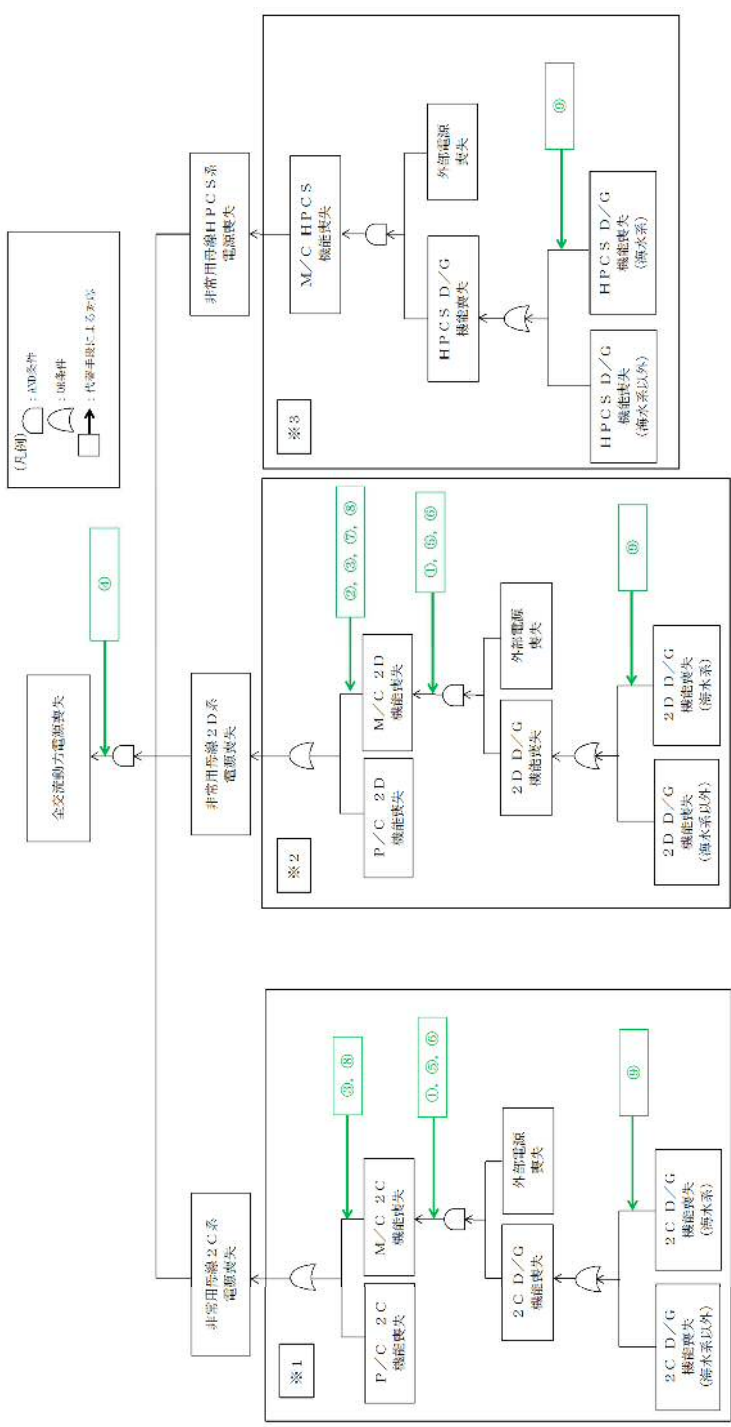 (凡例)
：AND条件
：OR条件
：代替手段による対応
全交流動力電源喪失
④
非常用母線２Ｃ系
電源喪失
非常用母線２Ｄ系
電源喪失
非常用母線ＨＰＣＳ系
電源喪失
※１
Ｐ／Ｃ ２Ｃ
機能喪失
Ｍ／Ｃ ２Ｃ
機能喪失
③，⑧
①，⑤，⑥
２Ｃ Ｄ／Ｇ
機能喪失
外部電源
喪失
２Ｃ Ｄ／Ｇ
機能喪失
（海水系以外）
２Ｃ Ｄ／Ｇ
機能喪失
（海水系）
⑨
※２
Ｐ／Ｃ ２Ｄ
機能喪失
Ｍ／Ｃ ２Ｄ
機能喪失
②，③，⑦，⑧
①，⑤，⑥
２Ｄ Ｄ／Ｇ
機能喪失
外部電源
喪失
２Ｄ Ｄ／Ｇ
機能喪失
（海水系以外）
２Ｄ Ｄ／Ｇ
機能喪失
（海水系）
⑨
※３
Ｍ／Ｃ ＨＰＣＳ
機能喪失
ＨＰＣＳ Ｄ／Ｇ
機能喪失
外部電源
喪失
ＨＰＣＳ Ｄ／Ｇ
機能喪失
（海水系以外）
ＨＰＣＳ Ｄ／Ｇ
機能喪失
（海水系）
⑨